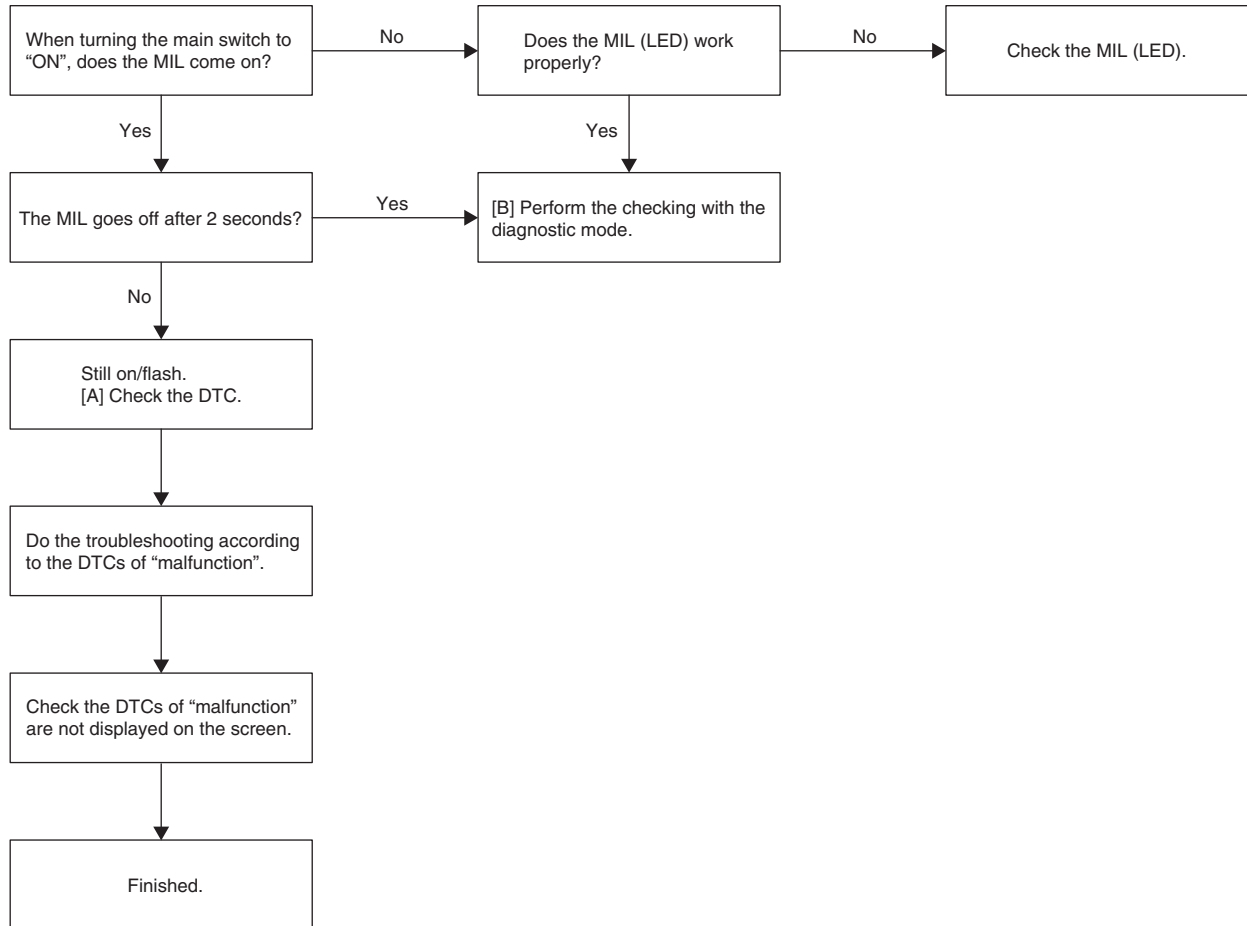 When turning the main switch to
“ON”, does the MIL come on?
No
Does the MIL (LED) work
properly?
No
Check the MIL (LED).
Yes
Yes
The MIL goes off after 2 seconds?
Yes
[B] Perform the checking with the
diagnostic mode.
No
Still on/flash.
[A] Check the DTC.
Do the troubleshooting according
to the DTCs of “malfunction”.
Check the DTCs of “malfunction”
are not displayed on the screen.
Finished.